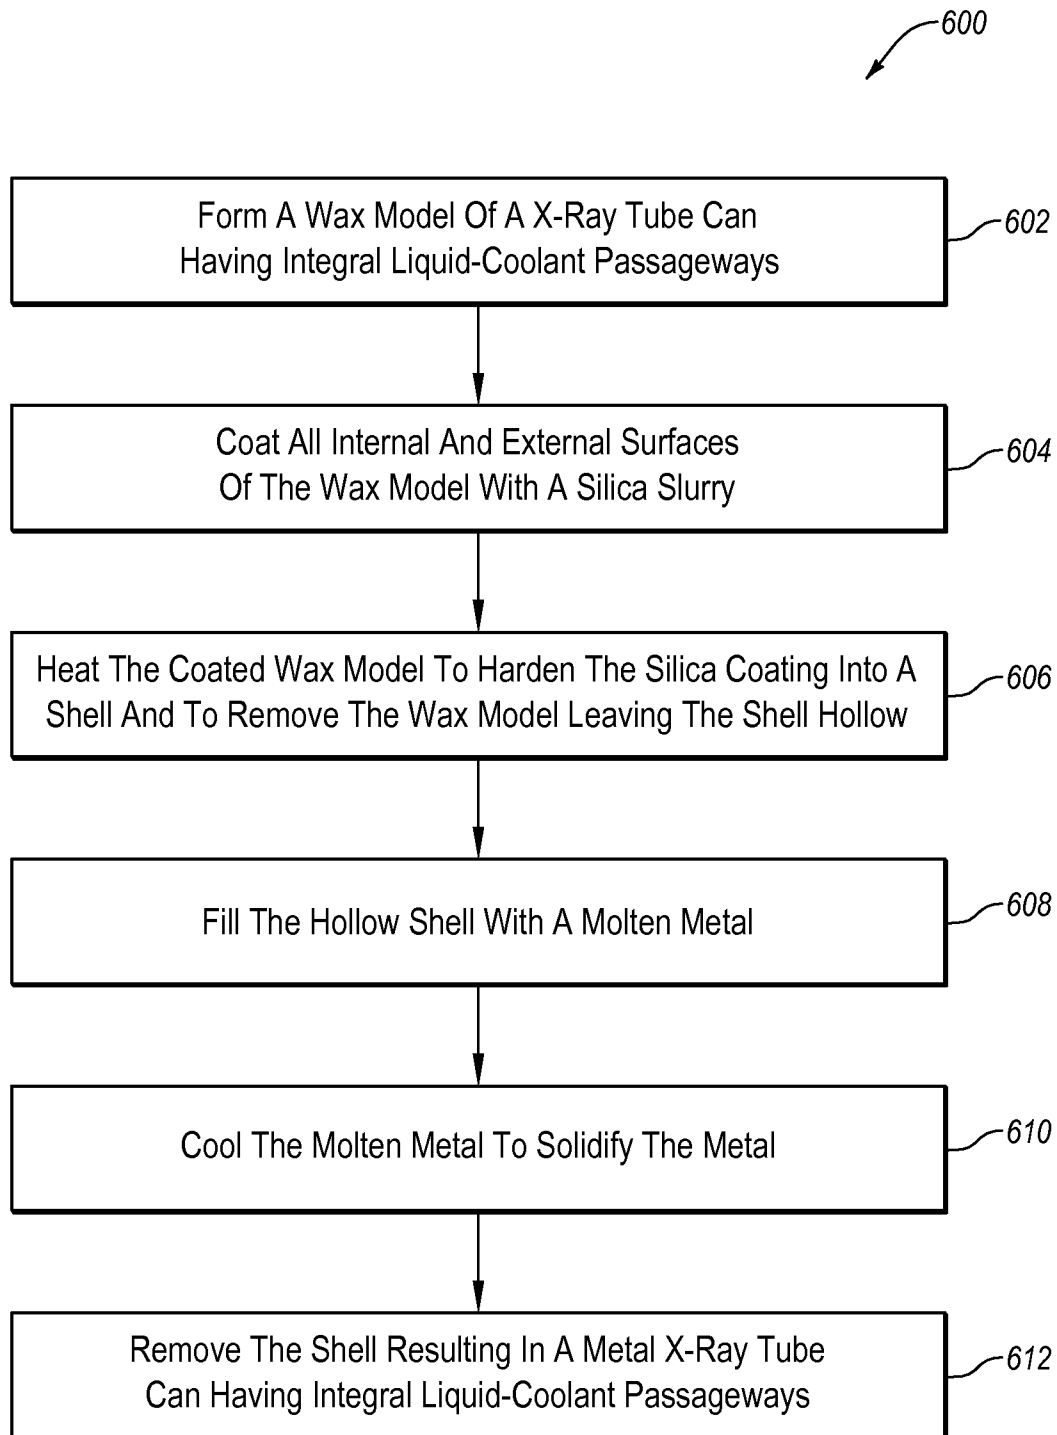 600
Form A Wax Model Of A X-Ray Tube Can
Having Integral Liquid-Coolant Passageways
602
Coat All Internal And External Surfaces
Of The Wax Model With A Silica Slurry
604
Heat The Coated Wax Model To Harden The Silica Coating Into A
Shell And To Remove The Wax Model Leaving The Shell Hollow
606
Fill The Hollow Shell With A Molten Metal
608
Cool The Molten Metal To Solidify The Metal
610
Remove The Shell Resulting In A Metal X-Ray Tube
Can Having Integral Liquid-Coolant Passageways
612